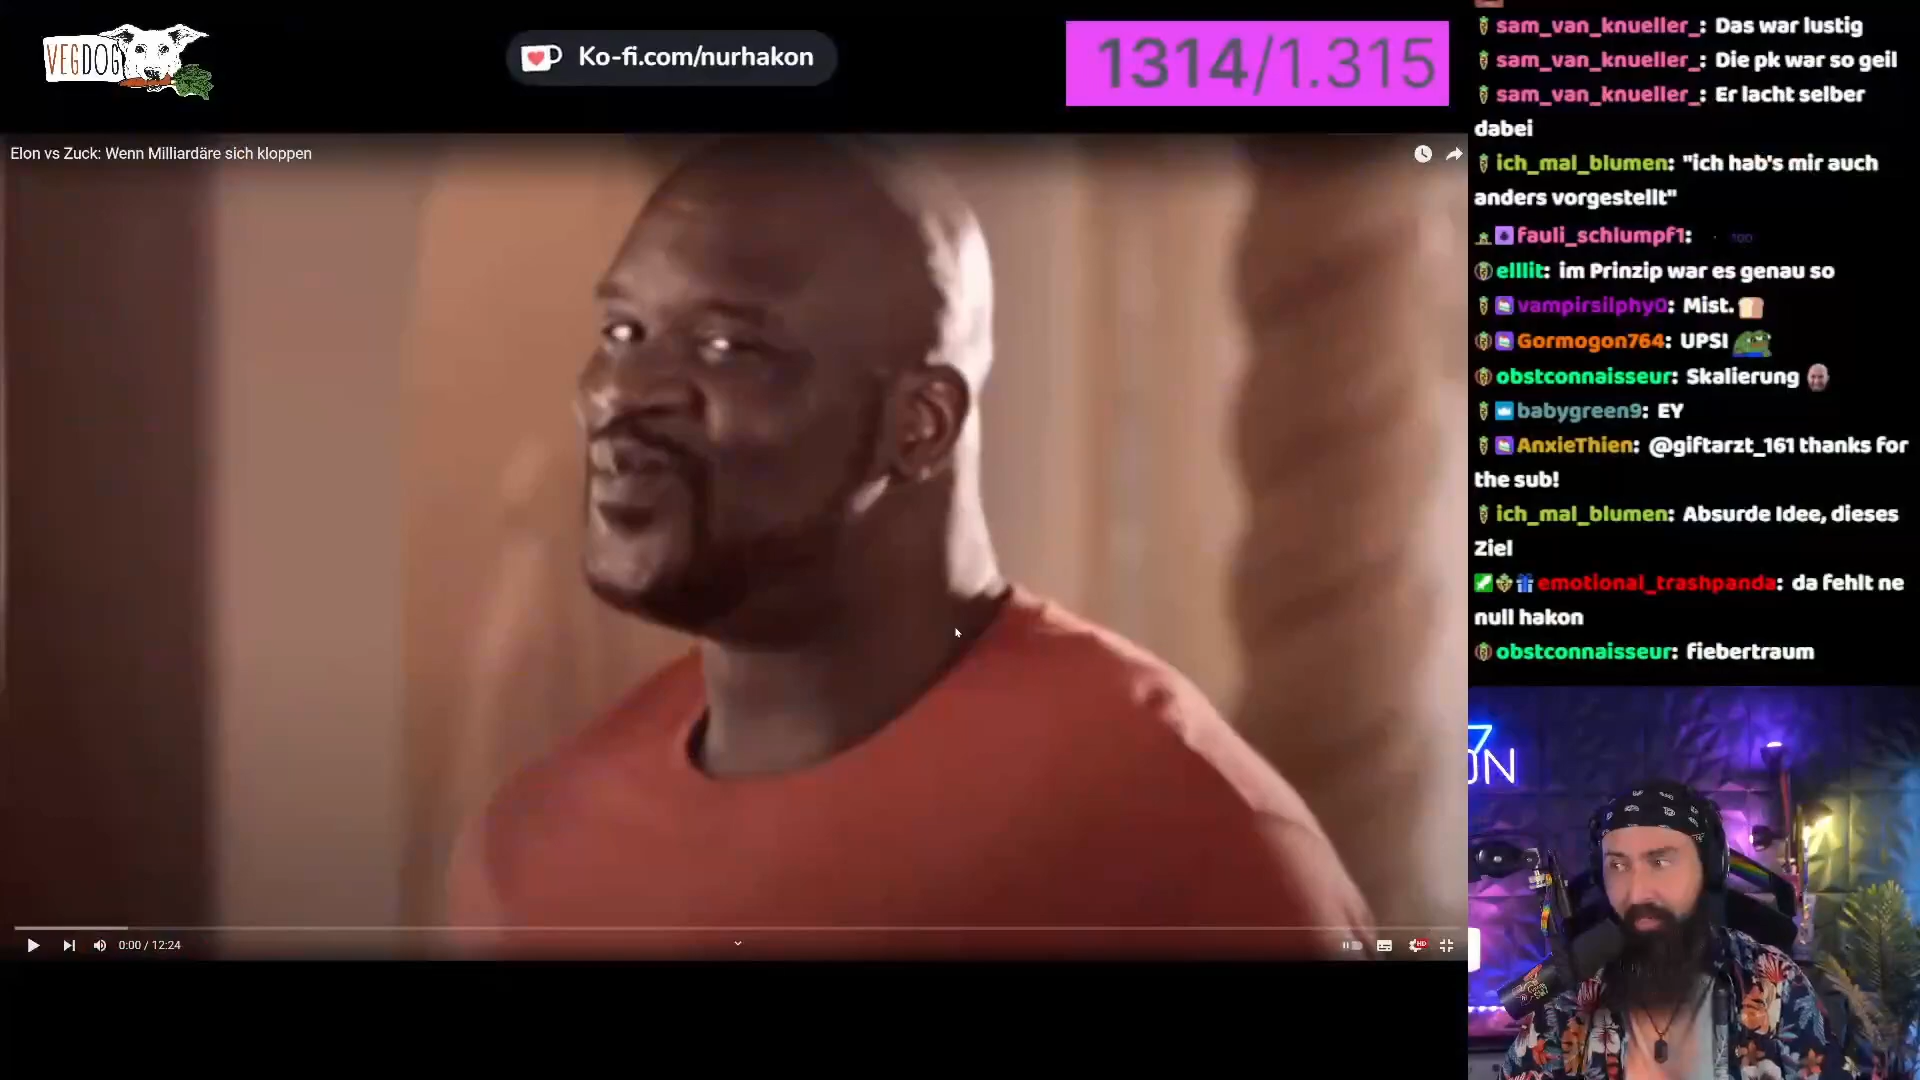 VEGDOG
Ko-fi.com/nurhakon
1314/1.315
Elon vs Zuck: Wenn Milliardäre sich kloppen
0:00 / 12:24
HD
sam_van_knueller_: Das war lustig
sam_van_knueller_: Die pk war so geil
sam_van_knueller_: Er lacht selber
dabei
ich_mal_blumen: "ich hab's mir auch
anders vorgestellt"
fauli_schlumpf1: 100
elllit: im Prinzip war es genau so
vampirsilphy0: Mist.
Gormogon764: UPSI
obstconnaisseur: Skalierung
babygreen9: EY
AnxieThien: @giftarzt_161 thanks for
the sub!
ich_mal_blumen: Absurde Idee, dieses
Ziel
emotional_trashpanda: da fehlt ne
null hakon
obstconnaisseur: fiebertraum
ON